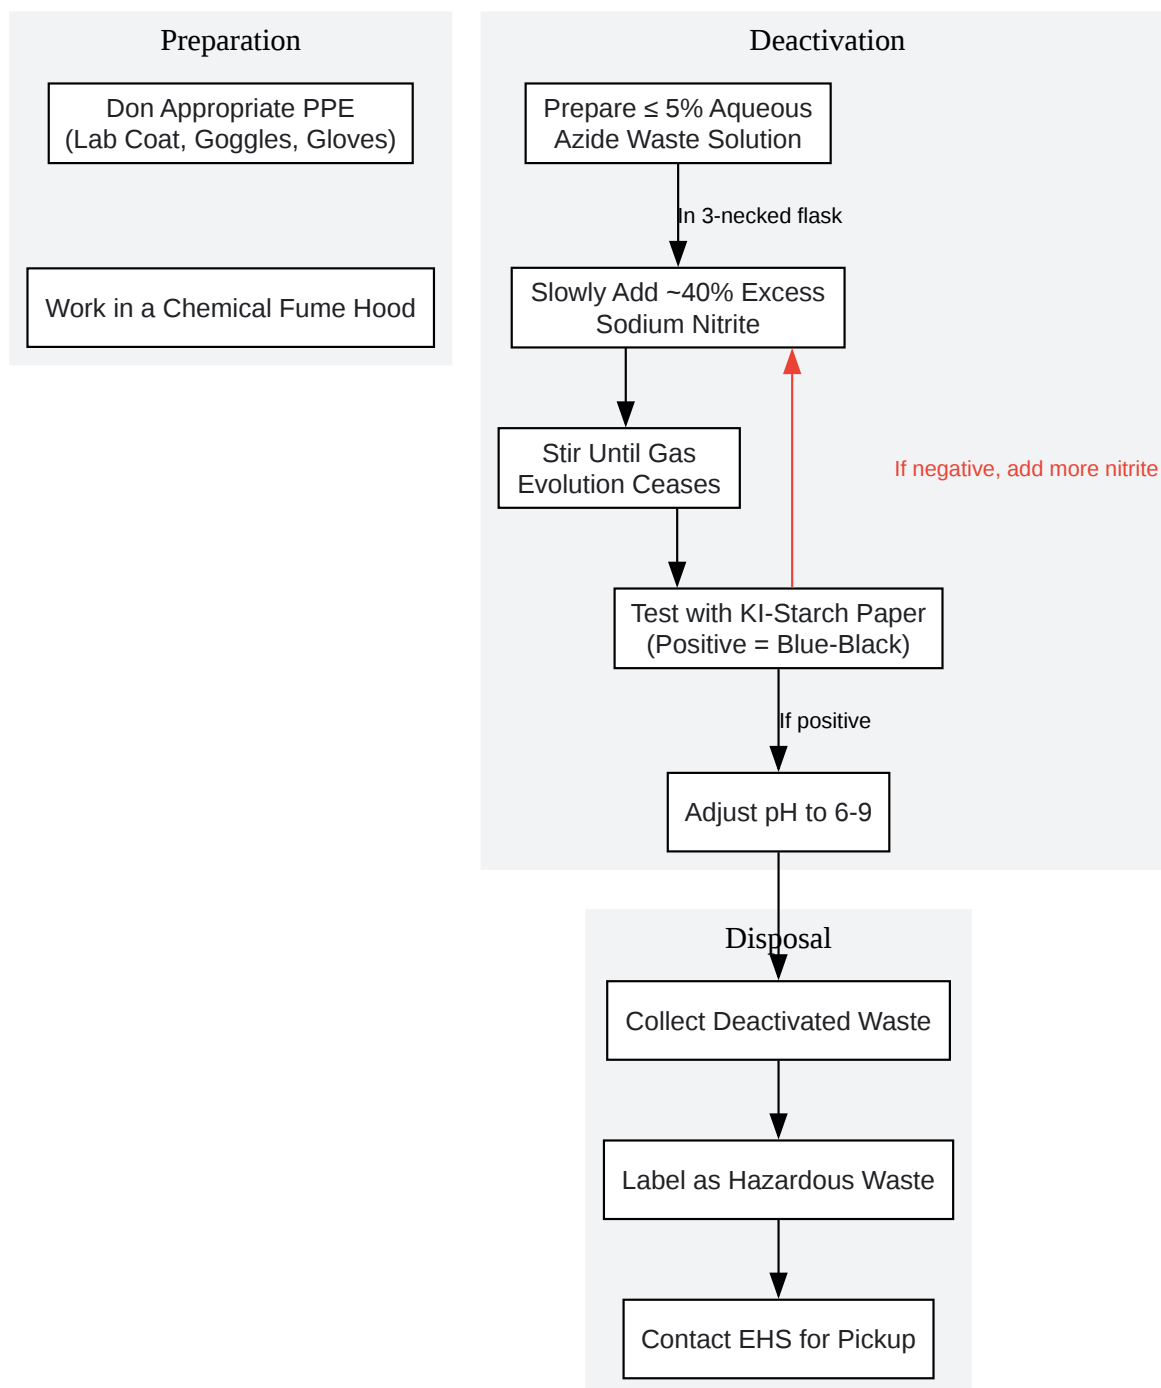 Preparation
Don Appropriate PPE
(Lab Coat, Goggles, Gloves)
Work in a Chemical Fume Hood
Deactivation
Prepare ≤ 5% Aqueous
Azide Waste Solution
In 3-necked flask
Slowly Add ~40% Excess
Sodium Nitrite
Stir Until Gas
Evolution Ceases
If negative, add more nitrite
Test with KI-Starch Paper
(Positive = Blue-Black)
If positive
Adjust pH to 6-9
Disposal
Collect Deactivated Waste
Label as Hazardous Waste
Contact EHS for Pickup